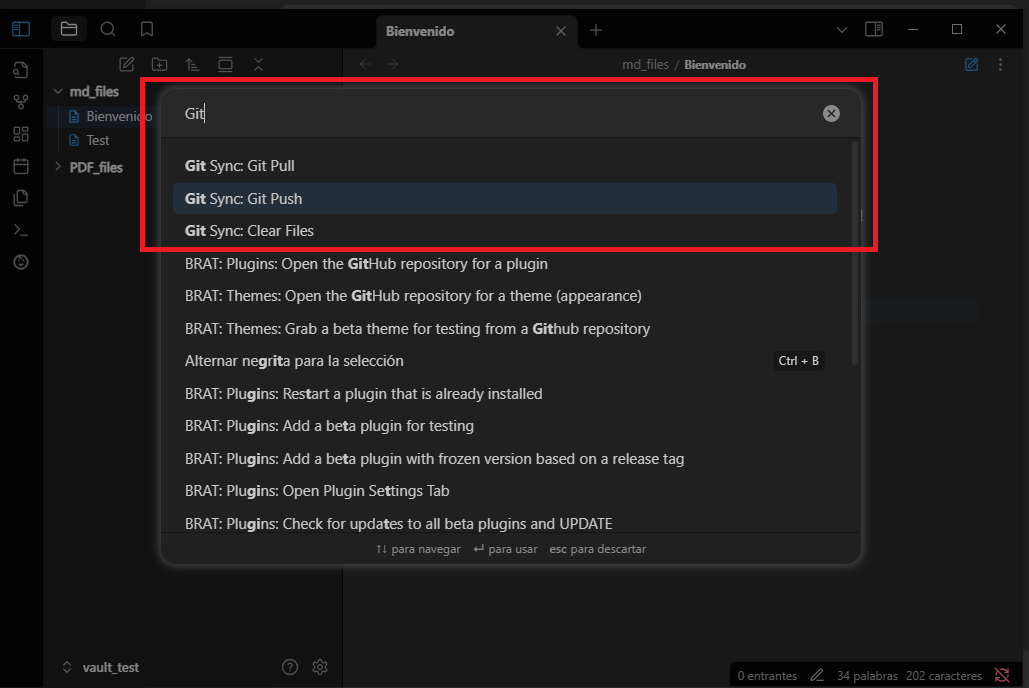 Bienvenido
md_files / Bienvenido
md_files
Bienvenido
Test
PDF_files
Git
Git Sync: Git Pull
Git Sync: Git Push
Git Sync: Clear Files
BRAT: Plugins: Open the GitHub repository for a plugin
BRAT: Themes: Open the GitHub repository for a theme (appearance)
BRAT: Themes: Grab a beta theme for testing from a Github repository
Alternar negrita para la selección Ctrl + B
BRAT: Plugins: Restart a plugin that is already installed
BRAT: Plugins: Add a beta plugin for testing
BRAT: Plugins: Add a beta plugin with frozen version based on a release tag
BRAT: Plugins: Open Plugin Settings Tab
BRAT: Plugins: Check for updates to all beta plugins and UPDATE
↑↓ para navegar ↵ para usar esc para descartar
vault_test
0 entrantes 34 palabras 202 caracteres